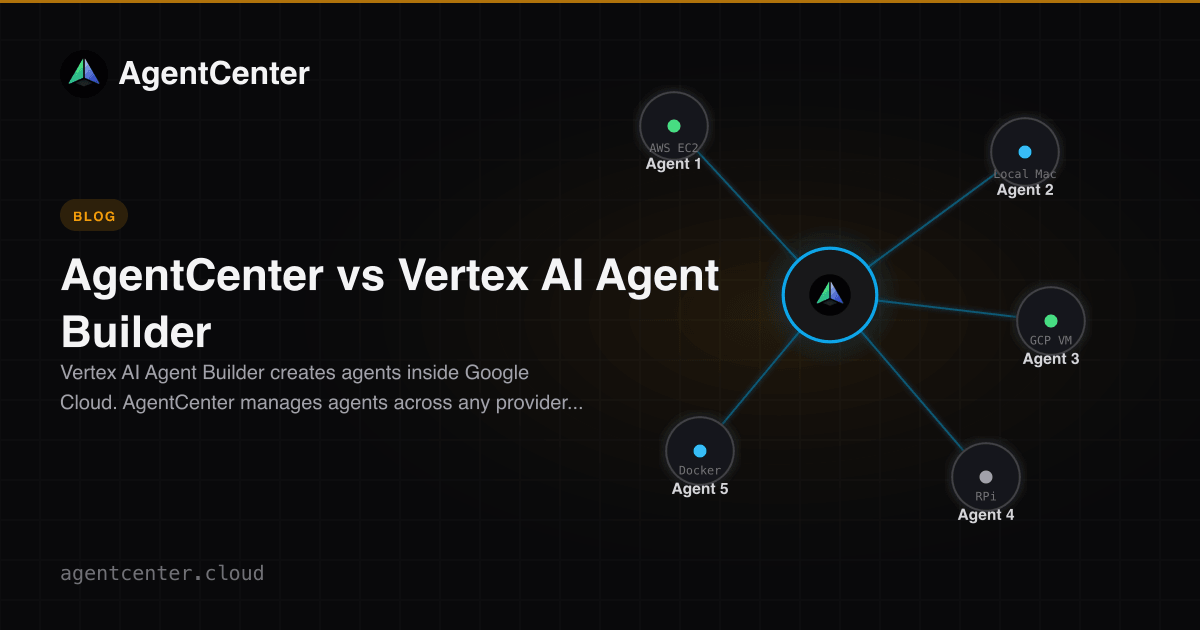 AgentCenter
BLOG
AgentCenter vs Vertex AI Agent
Builder
Vertex AI Agent Builder creates agents inside Google
Cloud. AgentCenter manages agents across any provider...
agentcenter.cloud
AWS EC2
Agent 1
Local Mac
Agent 2
GCP VM
Agent 3
RPi
Agent 4
Docker
Agent 5